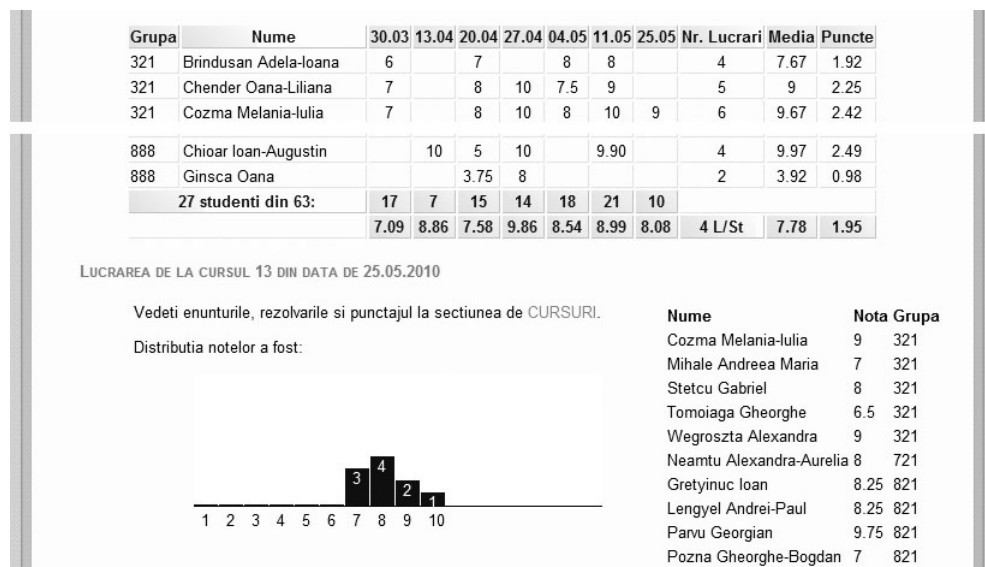 Grupa Nume 30.03 13.04 20.04 27.04 04.05 11.05 25.05 Nr. Lucrari Media Puncte
321 Brindusan Adela-Ioana 6 7 8 8 4 7.67 1.92
321 Chender Oana-Liliana 7 8 10 7.5 9 5 9 2.25
321 Cozma Melania-Iulia 7 8 10 8 10 9 6 9.67 2.42
888 Chioar Ioan-Augustin 10 5 10 9.90 4 9.97 2.49
888 Ginsca Oana 3.75 8 2 3.92 0.98
27 studenti din 63: 17 7 15 14 18 21 10
7.09 8.86 7.58 9.86 8.54 8.99 8.08 4 L/St 7.78 1.95
LUCRAREA DE LA CURSUL 13 DIN DATA DE 25.05.2010
Vedeti enunturile, rezolvarile si punctajul la sectiunea de CURSURI.
Distributia notelor a fost:
3 4 2 1
1 2 3 4 5 6 7 8 9 10
Nume Nota Grupa
Cozma Melania-Iulia 9 321
Mihale Andreea Maria 7 321
Stetcu Gabriel 8 321
Tomoiaga Gheorghe 6.5 321
Wegroszta Alexandra 9 321
Neamtu Alexandra-Aurelia 8 721
Gretyinuc Ioan 8.25 821
Lengyel Andrei-Paul 8.25 821
Parvu Georgian 9.75 821
Pozna Gheorghe-Bogdan 7 821